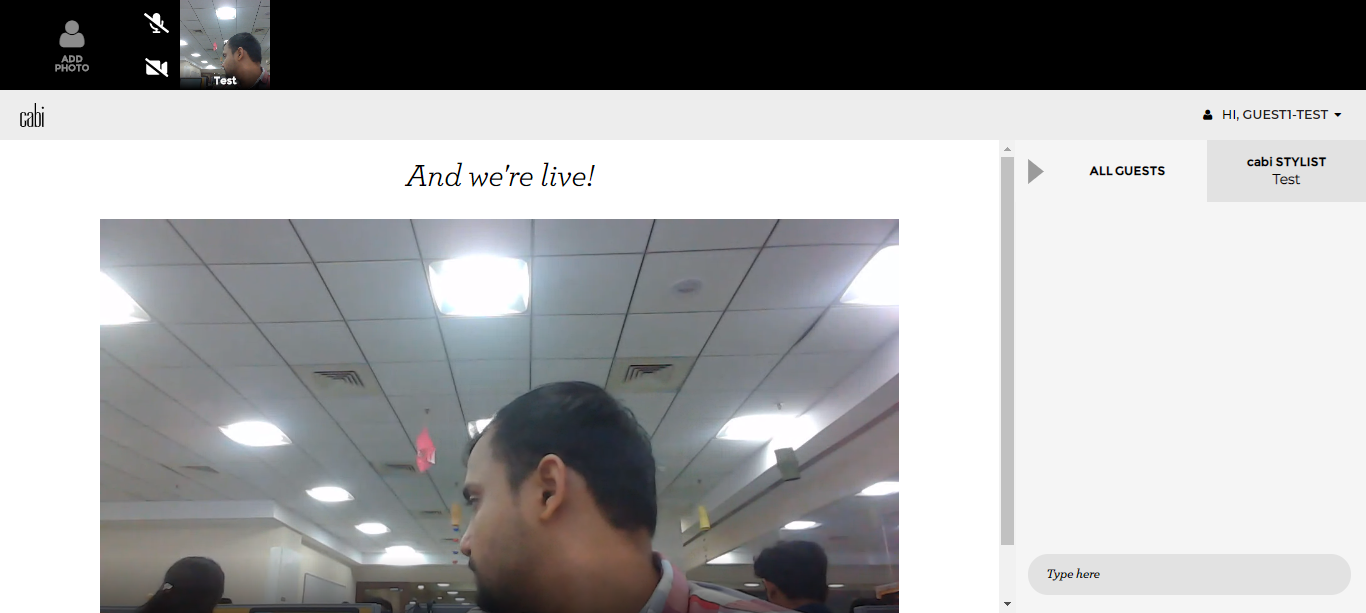 ADD
PHOTO
Test
cabi
HI, GUEST1-TEST
And we're live!
ALL GUESTS
cabi STYLIST
Test
Type here